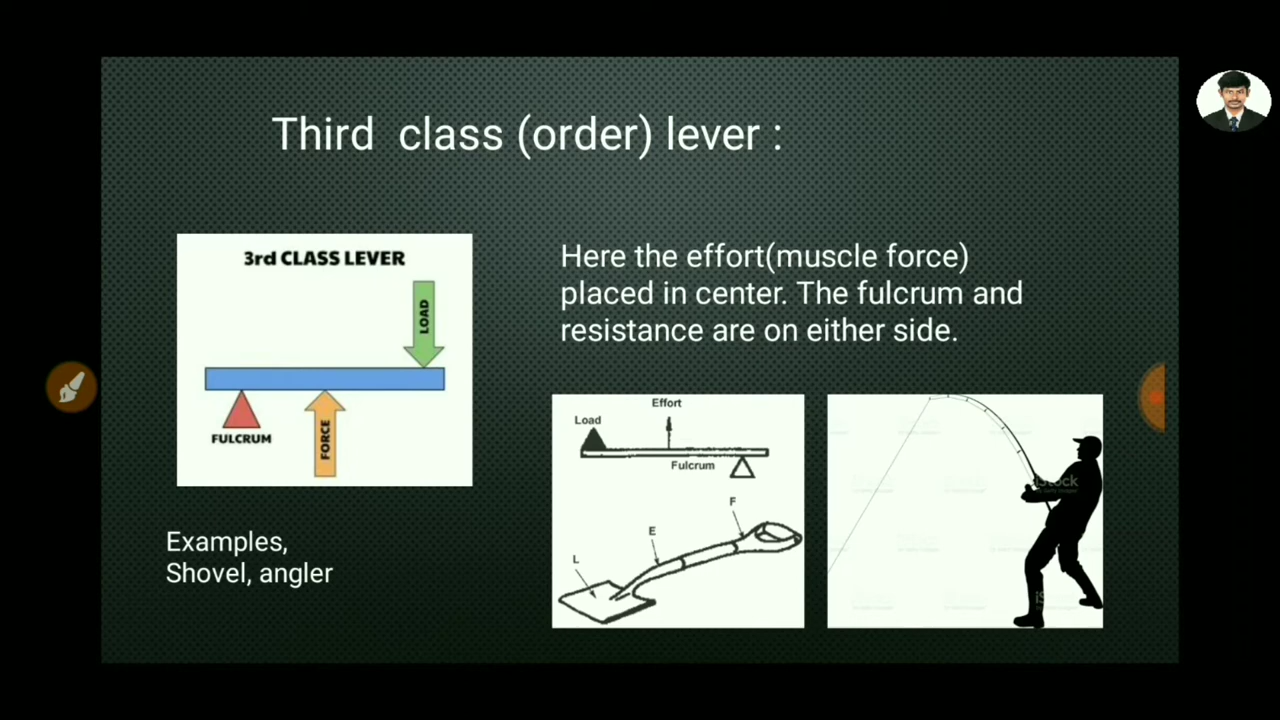 Third class (order) lever :
3rd CLASS LEVER
LOAD
FULCRUM
FORCE
Here the effort(muscle force)
placed in center. The fulcrum and
resistance are on either side.
Effort
Load
Fulcrum
F
E
L
iStock
Examples,
Shovel, angler